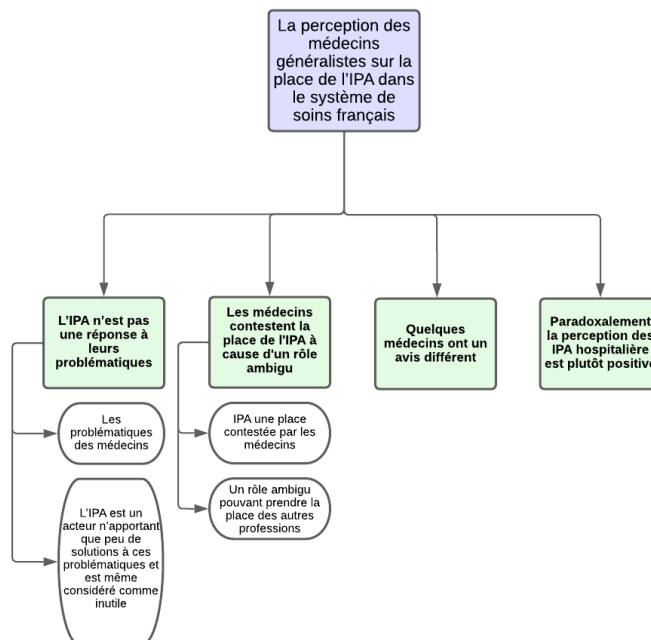 La perception des
médecins
généralistes sur la
place de l'IPA dans
le système de
soins français
L'IPA n'est pas
une réponse à
leurs
problématiques
Les médecins
contestent la
place de l'IPA à
cause d'un rôle
ambigu
Quelques
médecins ont un
avis différent
Paradoxalement
la perception des
IPA hospitalière
est plutôt positive
Les
problématiques
des médecins
L'IPA est un
acteur n'apportant
que peu de
solutions à ces
problématiques et
est même
considéré comme
inutile
IPA une place
contestée par les
médecins
Un rôle ambigu
pouvant prendre la
place des autres
professions